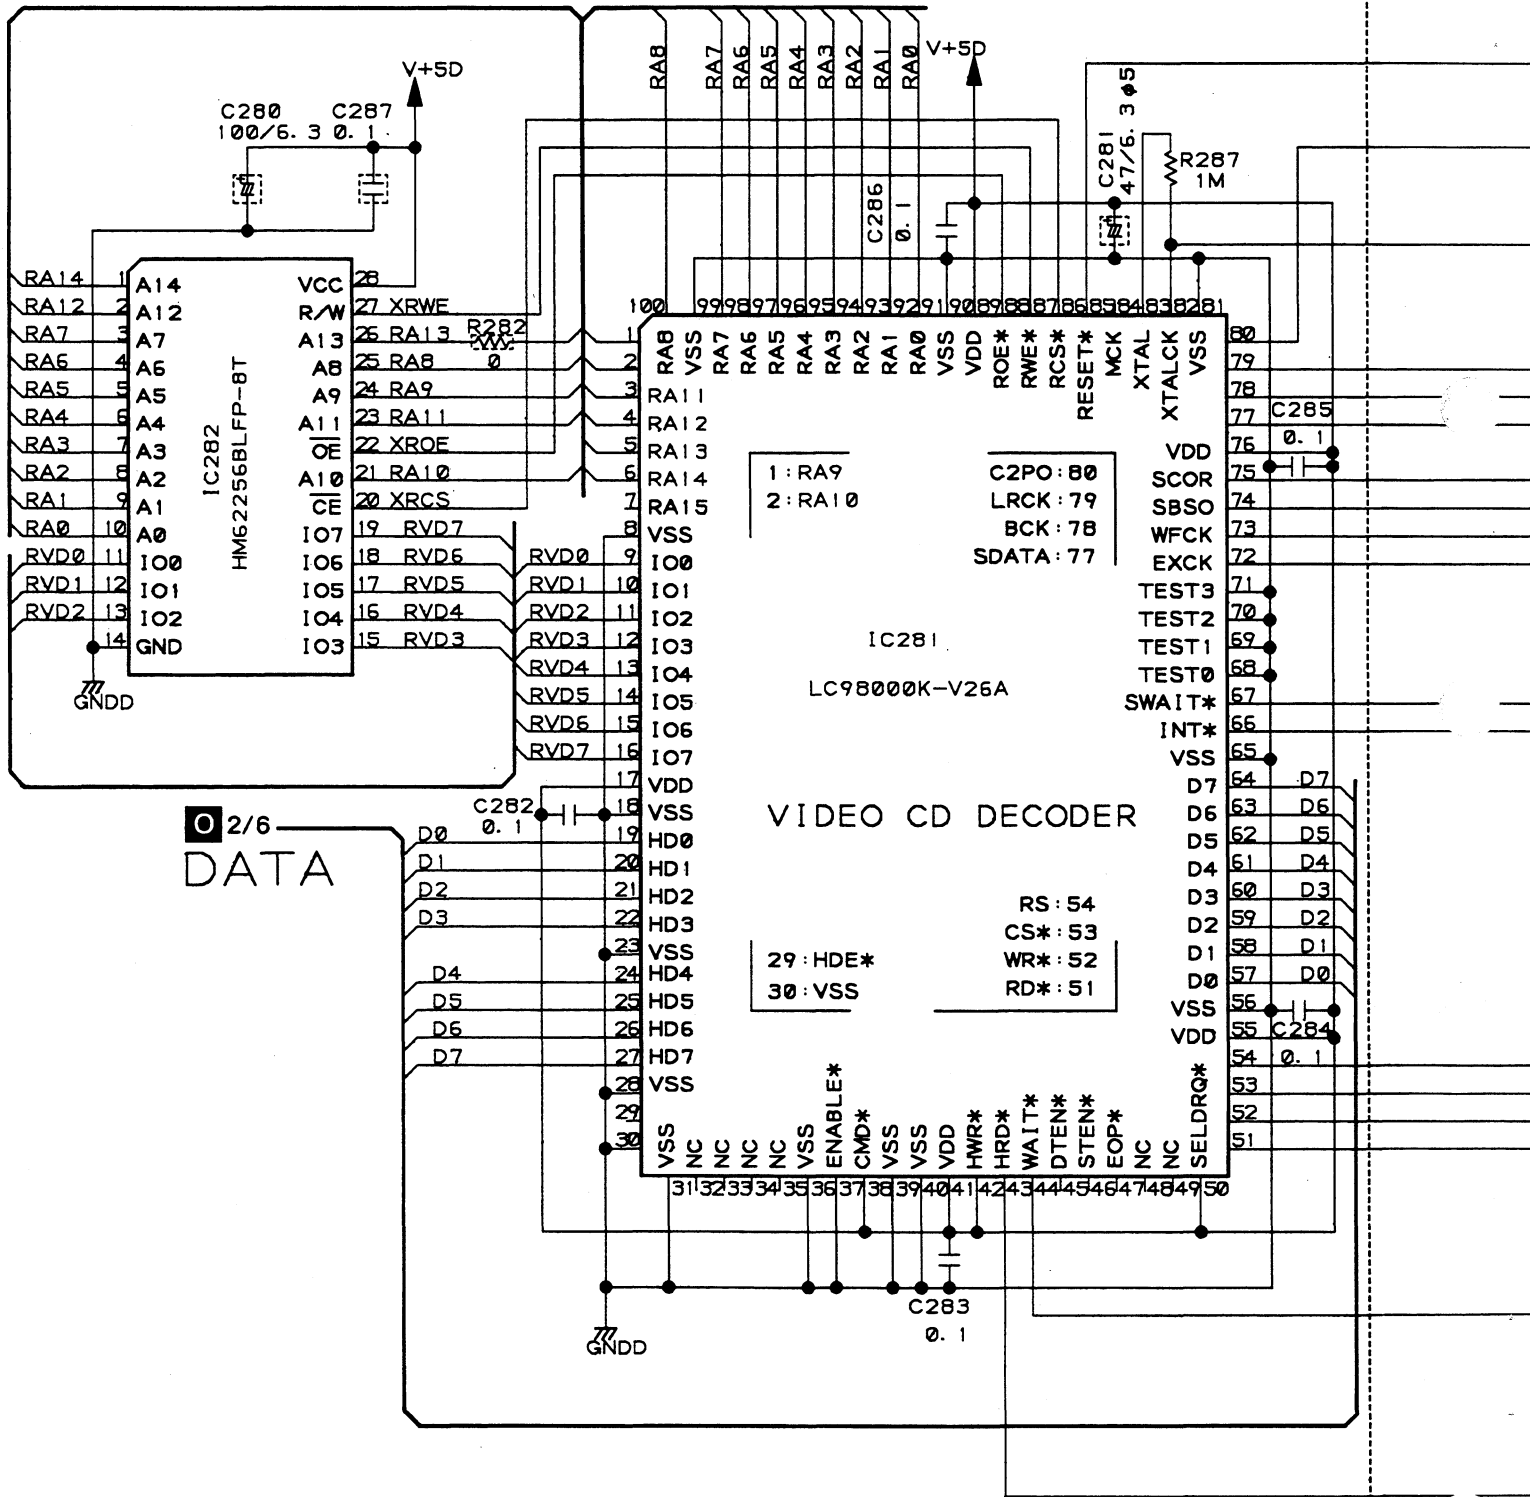 RA8 RA7 RA6 RA5 RA4 RA3 RA2 RA1 RA0
V+5D
V+5D
C280
100/6.3
C287
0.1
C281
47/6.3 φ5
R287
1M
C286
0.1
RA14 1 A14
RA12 2 A12
RA7 3 A7
RA6 4 A6
RA5 5 A5
RA4 6 A4
RA3 7 A3
RA2 8 A2
RA1 9 A1
RA0 10 A0
RVD0 11 IO0
RVD1 12 IO1
RVD2 13 IO2
14 GND
IC282
HM62256BLFP-8T
VCC 28
R/W 27 XRWE
A13 26 RA13
A8 25 RA8
A9 24 RA9
A11 23 RA11
OE 22 XROE
A10 21 RA10
CE 20 XRCS
IO7 19 RVD7
IO6 18 RVD6
IO5 17 RVD5
IO4 16 RVD4
IO3 15 RVD3
R282
0
GNDD
100 99 98 97 96 95 94 93 92 91 90 89 88 87 86 85 84 83 82 81
RA8 VSS RA7 RA6 RA5 RA4 RA3 RA2 RA1 RA0 VSS VDD ROE* RWE* RCS* RESET* MCK XTAL XTALCK VSS
1
2
3 RA11
4 RA12
5 RA13
6 RA14
7 RA15
8 VSS
RVD0 9 IO0
RVD1 10 IO1
RVD2 11 IO2
RVD3 12 IO3
RVD4 13 IO4
RVD5 14 IO5
RVD6 15 IO6
RVD7 16 IO7
17 VDD
18 VSS
C282
0.1
D0 19 HD0
D1 20 HD1
D2 21 HD2
D3 22 HD3
23 VSS
D4 24 HD4
D5 25 HD5
D6 26 HD6
D7 27 HD7
28 VSS
29
30
O 2/6
DATA
1:RA9
2:RA10
C2PO:80
LRCK:79
BCK:78
SDATA:77
IC281
LC98000K-V26A
VIDEO CD DECODER
29:HDE*
30:VSS
RS:54
CS*:53
WR*:52
RD*:51
80
79
78
77
VDD 76
SCOR 75
SBSO 74
WFCK 73
EXCK 72
TEST3 71
TEST2 70
TEST1 69
TEST0 68
SWAIT* 67
INT* 66
VSS 65
D7 64 D7
D6 63 D6
D5 62 D5
D4 61 D4
D3 60 D3
D2 59 D2
D1 58 D1
D0 57 D0
VSS 56
VDD 55
54
53
52
51
C285
0.1
C284
0.1
VSS NC NC NC NC VSS ENABLE* CMD* VSS VSS VDD HWR* HRD* WAIT* DTEN* STEN* EOP* NC NC SELDRQ*
31 32 33 34 35 36 37 38 39 40 41 42 43 44 45 46 47 48 49 50
C283
0.1
GNDD